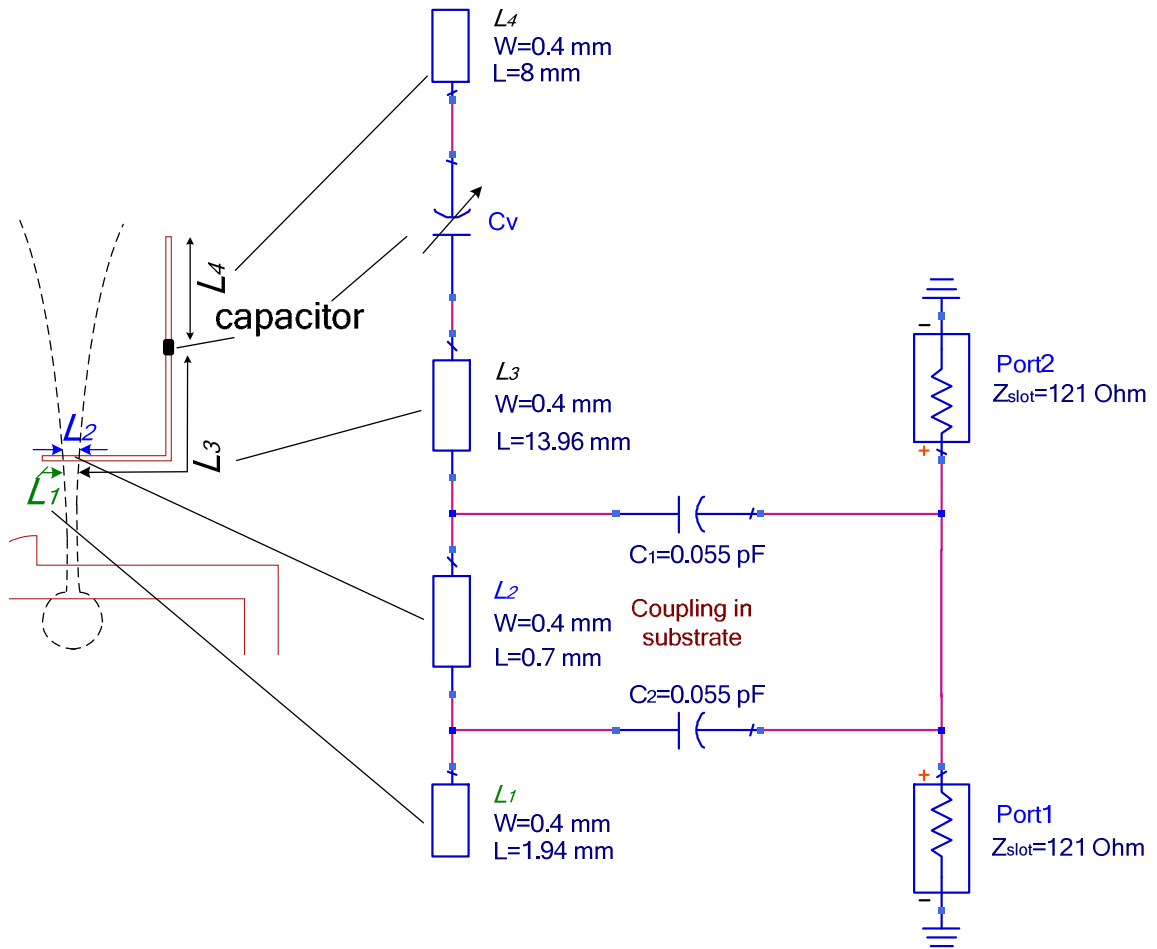 L4
W=0.4 mm
L=8 mm
Cv
L4
capacitor
L3
W=0.4 mm
L=13.96 mm
Port2
Zslot=121 Ohm
-
+
L2
L3
L1
C1=0.055 pF
L2
W=0.4 mm
L=0.7 mm
Coupling in
substrate
C2=0.055 pF
L1
W=0.4 mm
L=1.94 mm
+
Port1
Zslot=121 Ohm
-